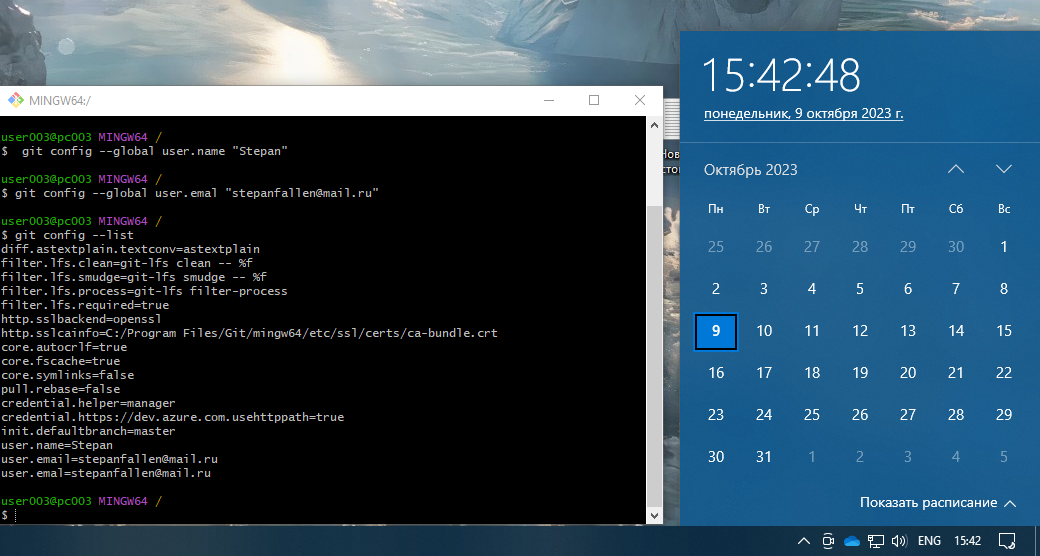 MINGW64:/
user003@pc003 MINGW64 /
$  git config --global user.name "Stepan"
user003@pc003 MINGW64 /
$ git config --global user.emal "stepanfallen@mail.ru"
user003@pc003 MINGW64 /
$ git config --list
diff.astextplain.textconv=astextplain
filter.lfs.clean=git-lfs clean -- %f
filter.lfs.smudge=git-lfs smudge -- %f
filter.lfs.process=git-lfs filter-process
filter.lfs.required=true
http.sslbackend=openssl
http.sslcainfo=C:/Program Files/Git/mingw64/etc/ssl/certs/ca-bundle.crt
core.autocrlf=true
core.fscache=true
core.symlinks=false
pull.rebase=false
credential.helper=manager
credential.https://dev.azure.com.usehttppath=true
init.defaultbranch=master
user.name=Stepan
user.email=stepanfallen@mail.ru
user.emal=stepanfallen@mail.ru
user003@pc003 MINGW64 /
$
15:42:48
понедельник, 9 октября 2023 г.
Октябрь 2023
Пн Вт Ср Чт Пт Сб Вс
25 26 27 28 29 30 1
2 3 4 5 6 7 8
9 10 11 12 13 14 15
16 17 18 19 20 21 22
23 24 25 26 27 28 29
30 31 1 2 3 4 5
Показать расписание
ENG 15:42